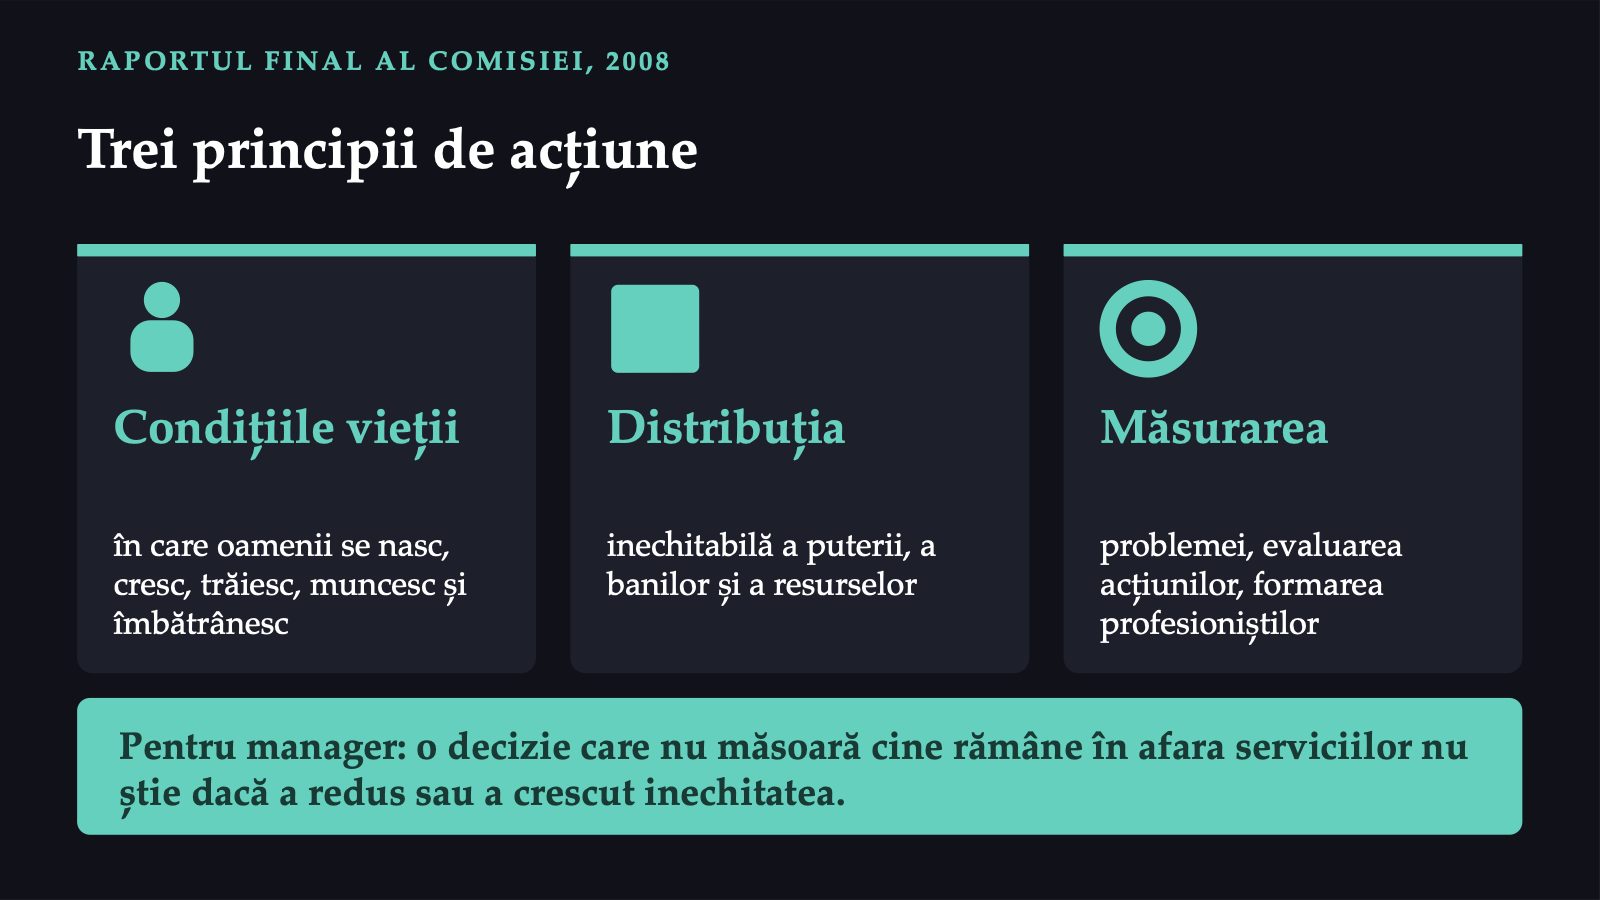 RAPORTUL FINAL AL COMISIEI, 2008
Trei principii de acțiune
Condițiile vieții
în care oamenii se nasc,
cresc, trăiesc, muncesc și
îmbătrânesc
Distribuția
inechitabilă a puterii, a
banilor și a resurselor
Măsurarea
problemei, evaluarea
acțiunilor, formarea
profesioniștilor
Pentru manager: o decizie care nu măsoară cine rămâne în afara serviciilor nu
știe dacă a redus sau a crescut inechitatea.